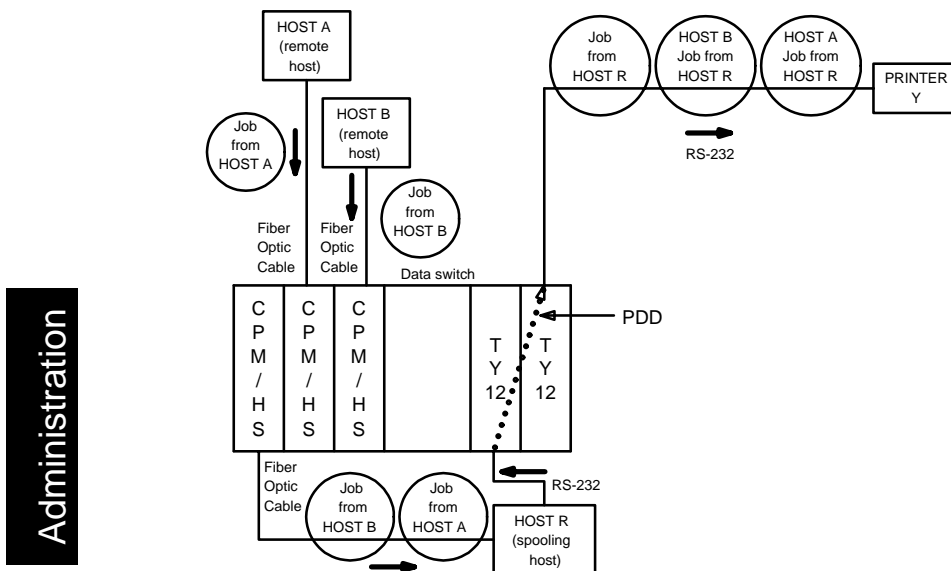 HOST A
(remote
host)
Job
from
HOST R
HOST B
Job from
HOST R
HOST A
Job from
HOST R
PRINTER
Y
RS-232
Job
from
HOST A
HOST B
(remote
host)
Job
from
HOST B
Fiber
Optic
Cable
Fiber
Optic
Cable
Data switch
C
P
M
/
H
S
C
P
M
/
H
S
C
P
M
/
H
S
T
Y
12
T
Y
12
PDD
Administration
Fiber
Optic
Cable
Job
from
HOST B
Job
from
HOST A
RS-232
HOST R
(spooling
host)